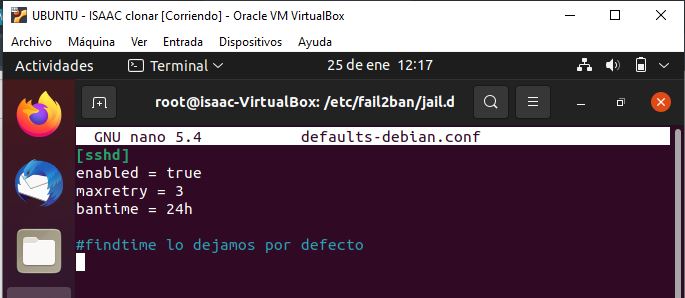 UBUNTU - ISAAC clonar [Corriendo] - Oracle VM VirtualBox
Archivo Máquina Ver Entrada Dispositivos Ayuda
Actividades Terminal 25 de ene 12:17
root@isaac-VirtualBox: /etc/fail2ban/jail.d
GNU nano 5.4 defaults-debian.conf
[sshd]
enabled = true
maxretry = 3
bantime = 24h
#findtime lo dejamos por defecto